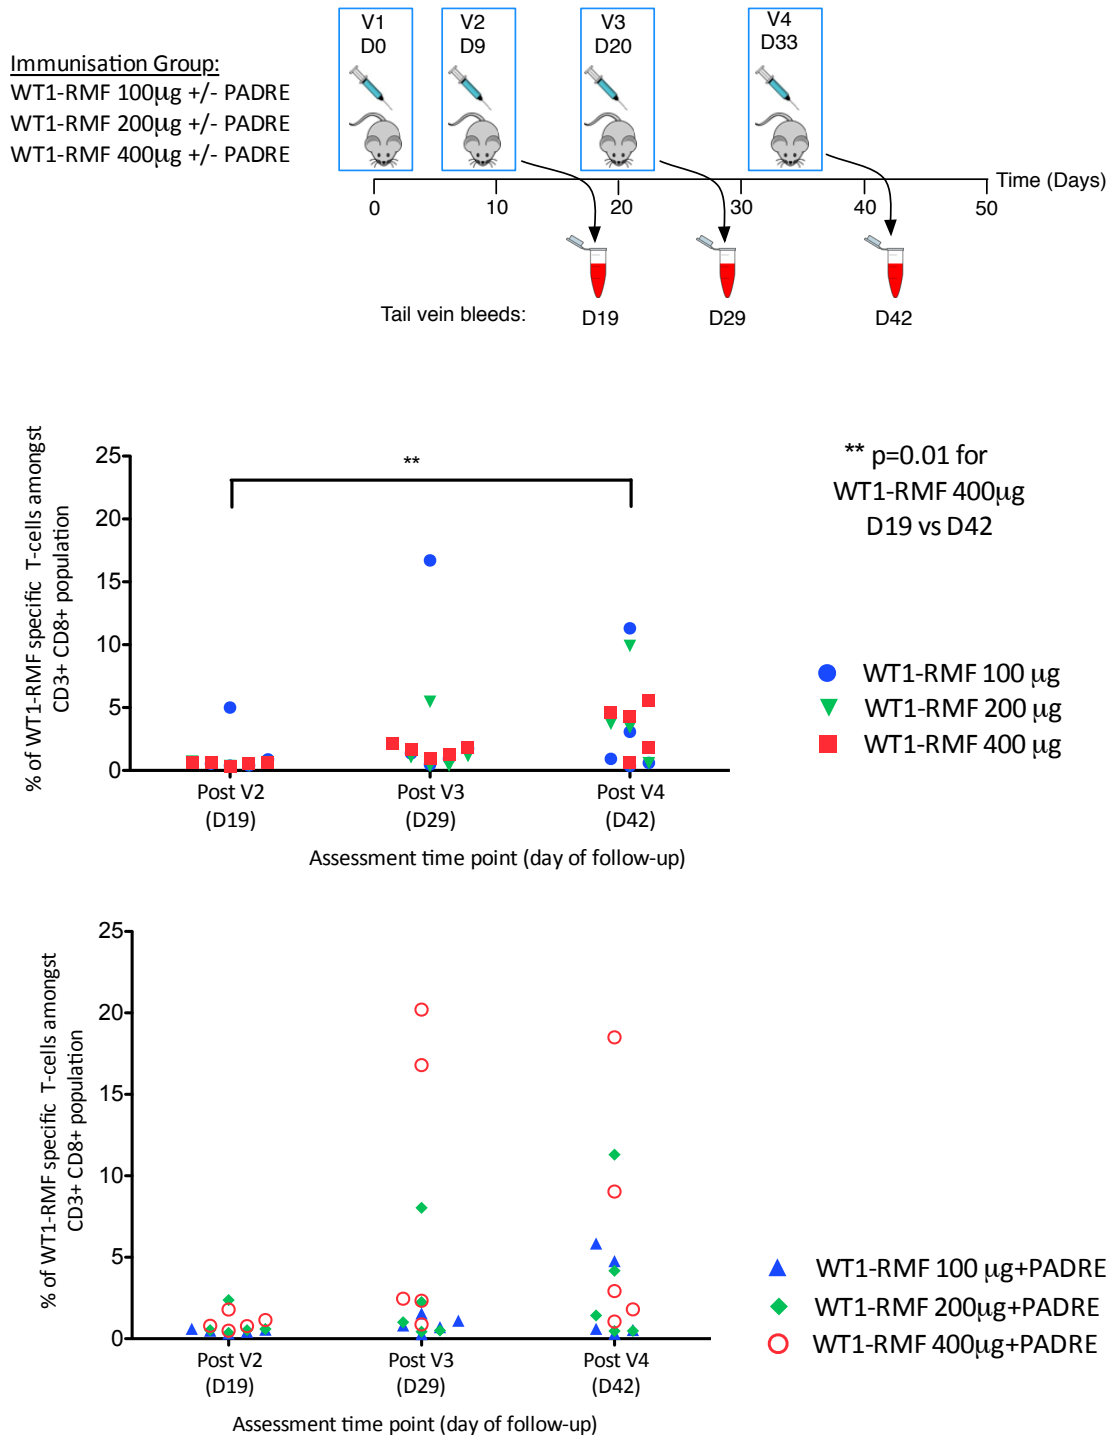 Immunisation Group:
WT1-RMF 100µg +/- PADRE
WT1-RMF 200µg +/- PADRE
WT1-RMF 400µg +/- PADRE
V1
D0
V2
D9
V3
D20
V4
D33
Time (Days)
0 10 20 30 40 50
Tail vein bleeds: D19 D29 D42
% of WT1-RMF specific T-cells amongst
CD3+ CD8+ population
25
20
15
10
5
0
**
Post V2
(D19)
Post V3
(D29)
Post V4
(D42)
Assessment time point (day of follow-up)
** p=0.01 for
WT1-RMF 400µg
D19 vs D42
WT1-RMF 100 µg
WT1-RMF 200 µg
WT1-RMF 400 µg
% of WT1-RMF specific T-cells amongst
CD3+ CD8+ population
25
20
15
10
5
0
Post V2
(D19)
Post V3
(D29)
Post V4
(D42)
Assessment time point (day of follow-up)
WT1-RMF 100 µg+PADRE
WT1-RMF 200µg+PADRE
WT1-RMF 400µg+PADRE